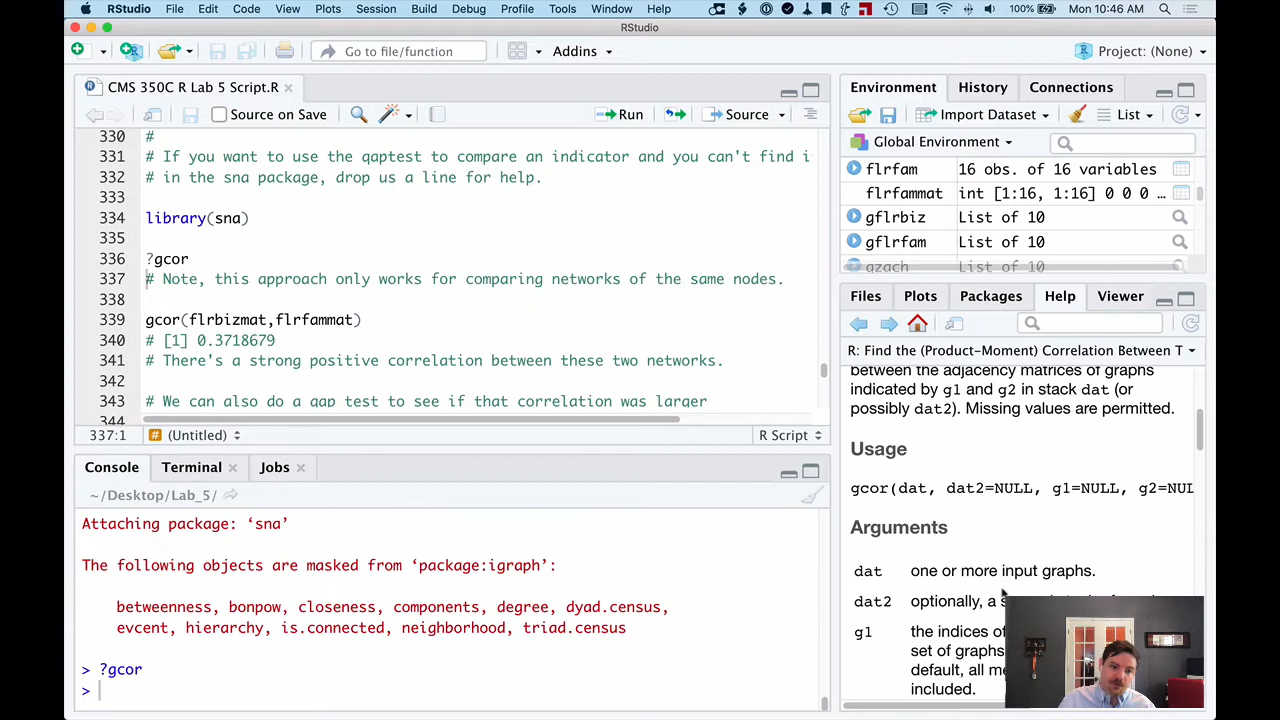 RStudio File Edit Code View Plots Session Build Debug Profile Tools Window Help 100% Mon 10:46 AM
RStudio
Go to file/function Addins Project: (None)
CMS 350C R Lab 5 Script.R
Source on Save Run Source
330 #
331 # If you want to use the qaptest to compare an indicator and you can't find i
332 # in the sna package, drop us a line for help.
333
334 library(sna)
335
336 ?gcor
337 # Note, this approach only works for comparing networks of the same nodes.
338
339 gcor(flrbizmat,flrfammat)
340 # [1] 0.3718679
341 # There's a strong positive correlation between these two networks.
342
343 # We can also do a qap test to see if that correlation was larger
344
337:1 # (Untitled) R Script
Console Terminal Jobs
~/Desktop/Lab_5/
Attaching package: ‘sna’
The following objects are masked from ‘package:igraph’:
betweenness, bonpow, closeness, components, degree, dyad.census,
evcent, hierarchy, is.connected, neighborhood, triad.census
> ?gcor
>
Environment History Connections
Import Dataset List
Global Environment
flrfam 16 obs. of 16 variables
flrfammat int [1:16, 1:16] 0 0 0 …
gflrbiz List of 10
gflrfam List of 10
gzach List of 10
Files Plots Packages Help Viewer
R: Find the (Product-Moment) Correlation Between T
between the adjacency matrices of graphs
indicated by g1 and g2 in stack dat (or
possibly dat2). Missing values are permitted.
Usage
gcor(dat, dat2=NULL, g1=NULL, g2=NUL
Arguments
dat one or more input graphs.
dat2 optionally, a
g1 the indices of
set of graphs
default, all me
included.